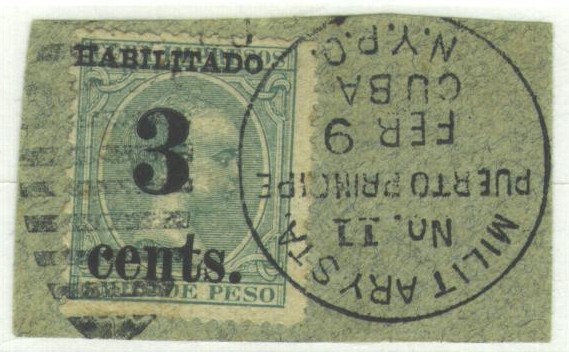 HABILITADO
3
cents.
DE PESO
MILITARY STA.
No. 11
PUERTO PRINCIPE
FEB 9
CUBA
N.Y.P.O.